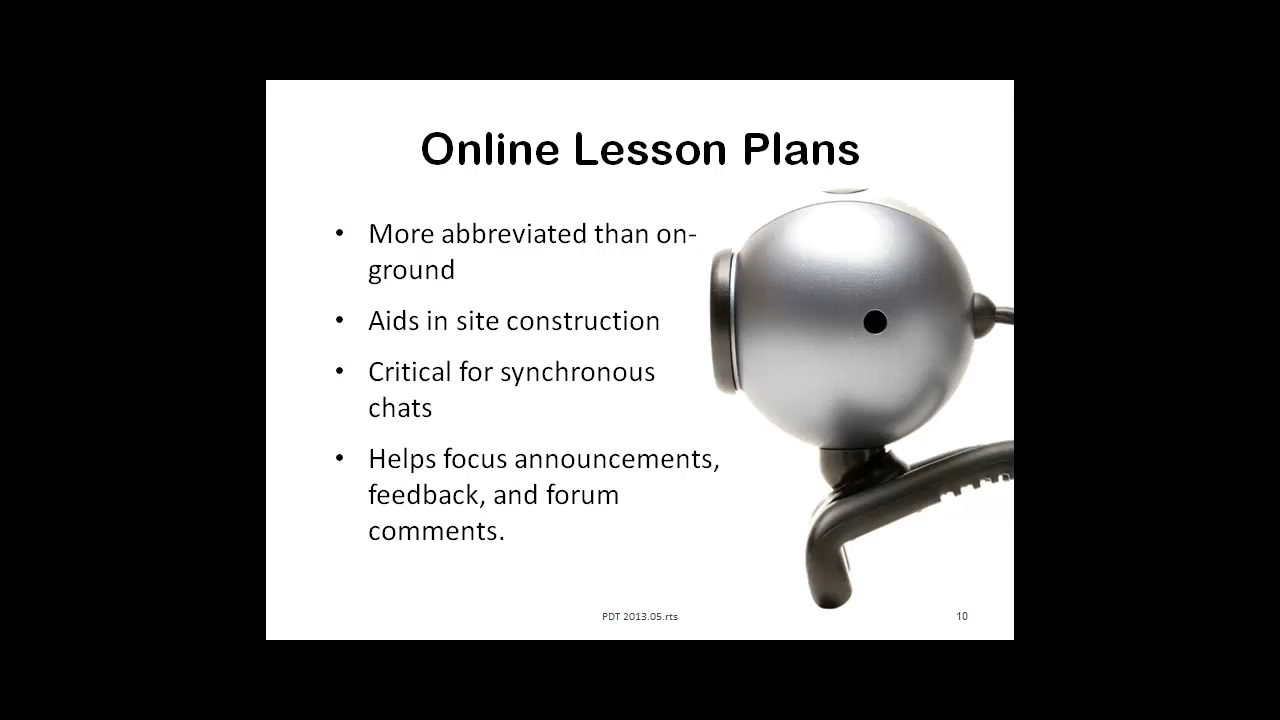 Online Lesson Plans
• More abbreviated than on-
ground
• Aids in site construction
• Critical for synchronous
chats
• Helps focus announcements,
feedback, and forum
comments.
PDT 2013.05.rts
10